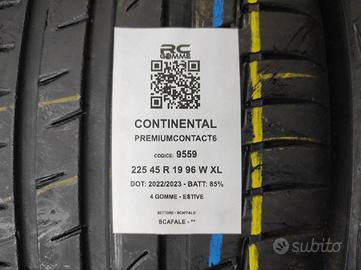 RC
GOMME
CONTINENTAL
PREMIUMCONTACT6
CODICE: 9559
225 45 R 19 96 W XL
DOT: 2022/2023 - BATT: 85%
4 GOMME - ESTIVE
SETTORE - SCAFFALE
SCAFALE - **
subito